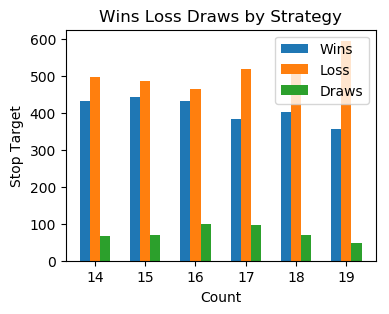 Wins Loss Draws by Strategy
Wins
Loss
Draws
Stop Target
600
500
400
300
200
100
0
14 15 16 17 18 19
Count